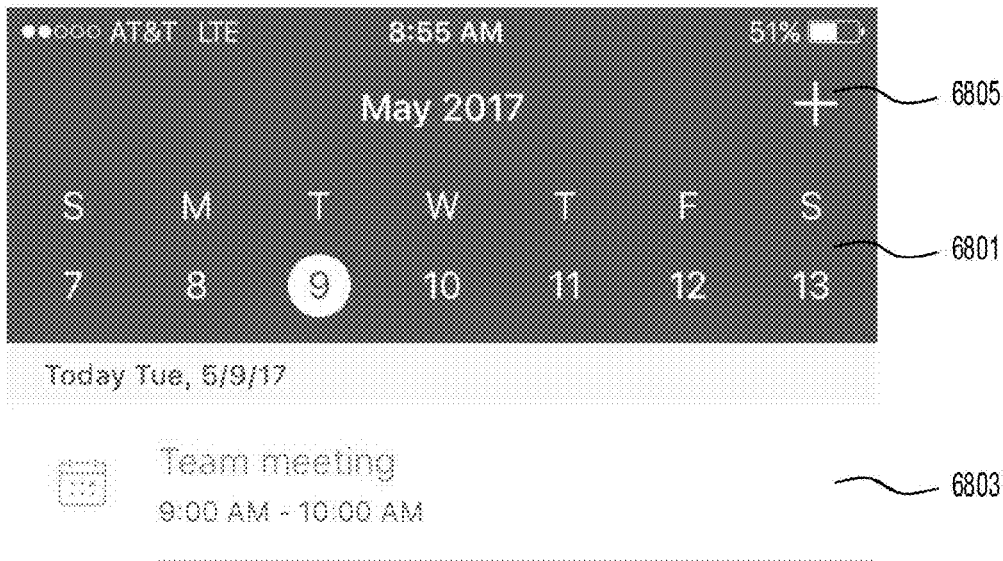 AT&T LTE 8:55 AM 51%
May 2017 + 6805
S M T W T F S
6801
7 8 9 10 11 12 13
Today Tue, 5/9/17
Team meeting
6803
9:00 AM - 10:00 AM